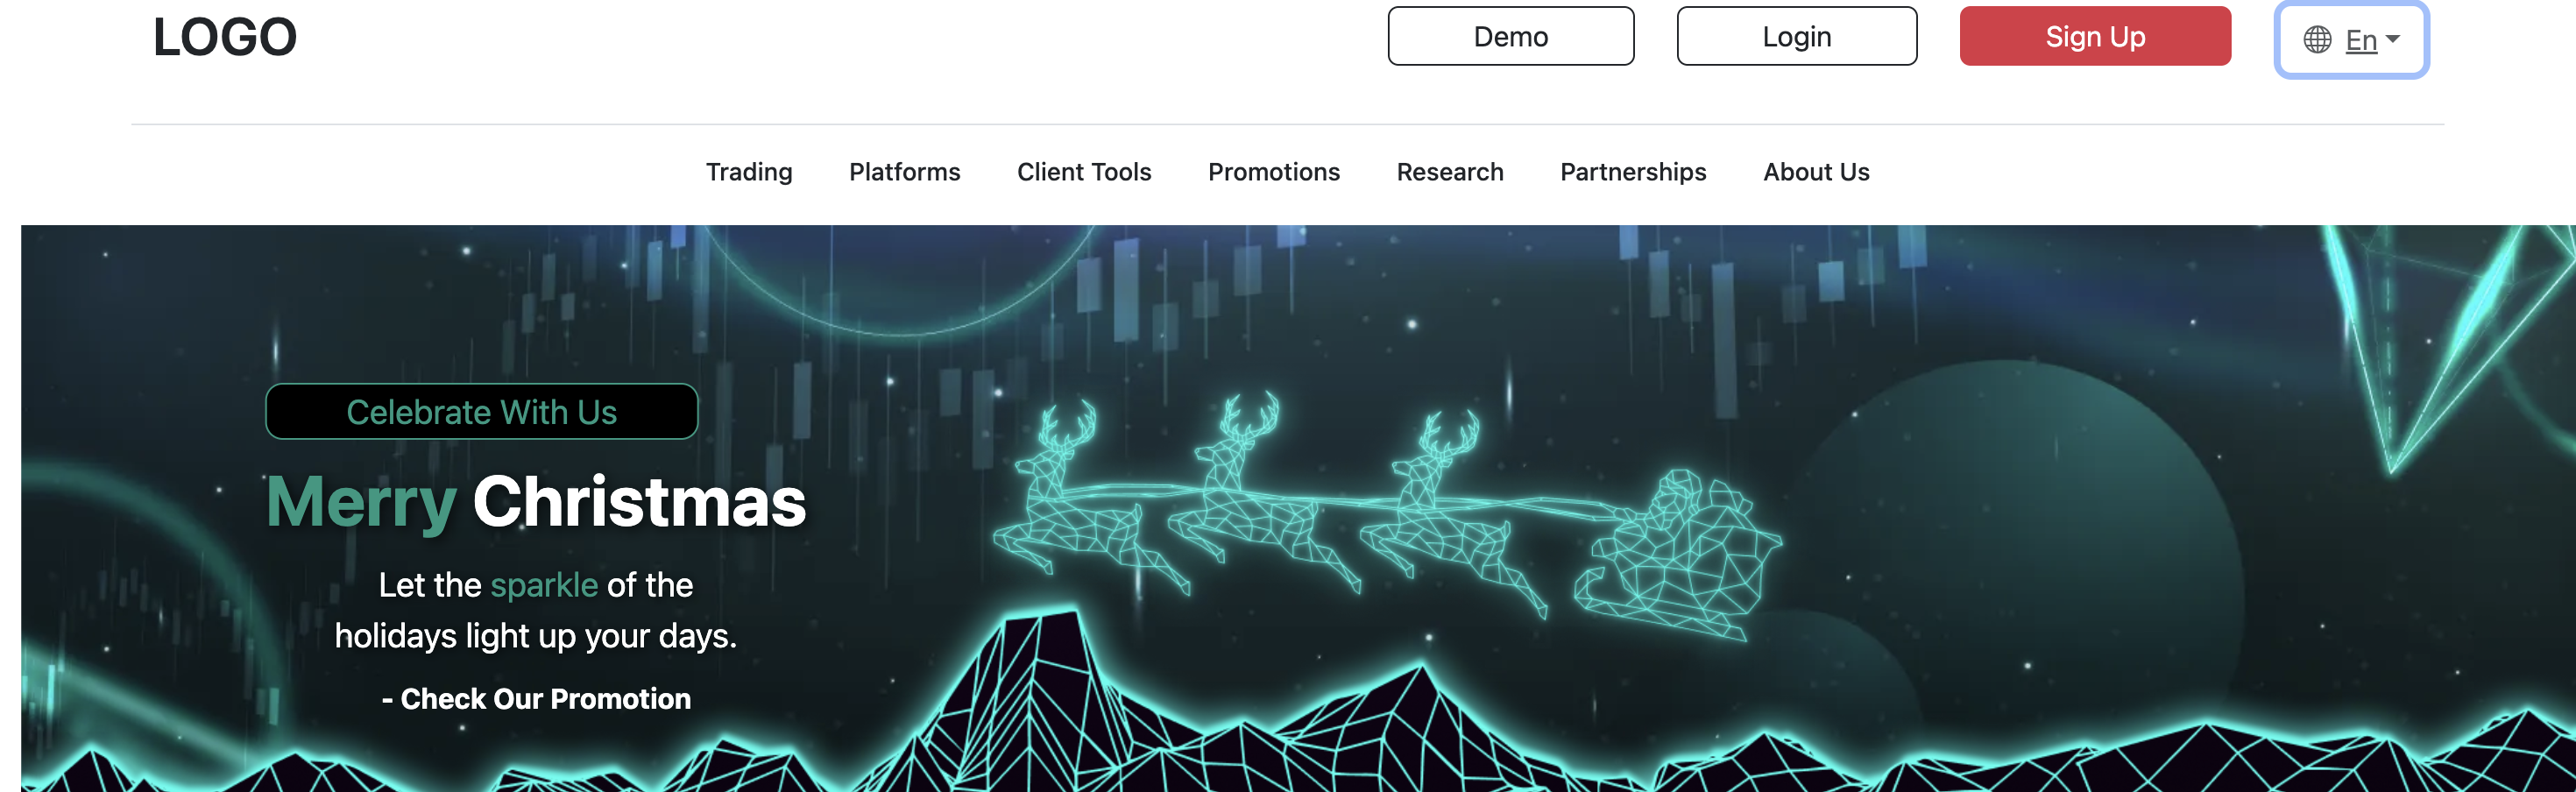 LOGO
Demo
Login
Sign Up
En
Trading
Platforms
Client Tools
Promotions
Research
Partnerships
About Us
Celebrate With Us
Merry Christmas
Let the sparkle of the
holidays light up your days.
- Check Our Promotion